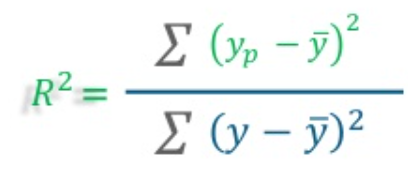 R² = ∑ (yₚ − ȳ)² / ∑ (y − ȳ)²